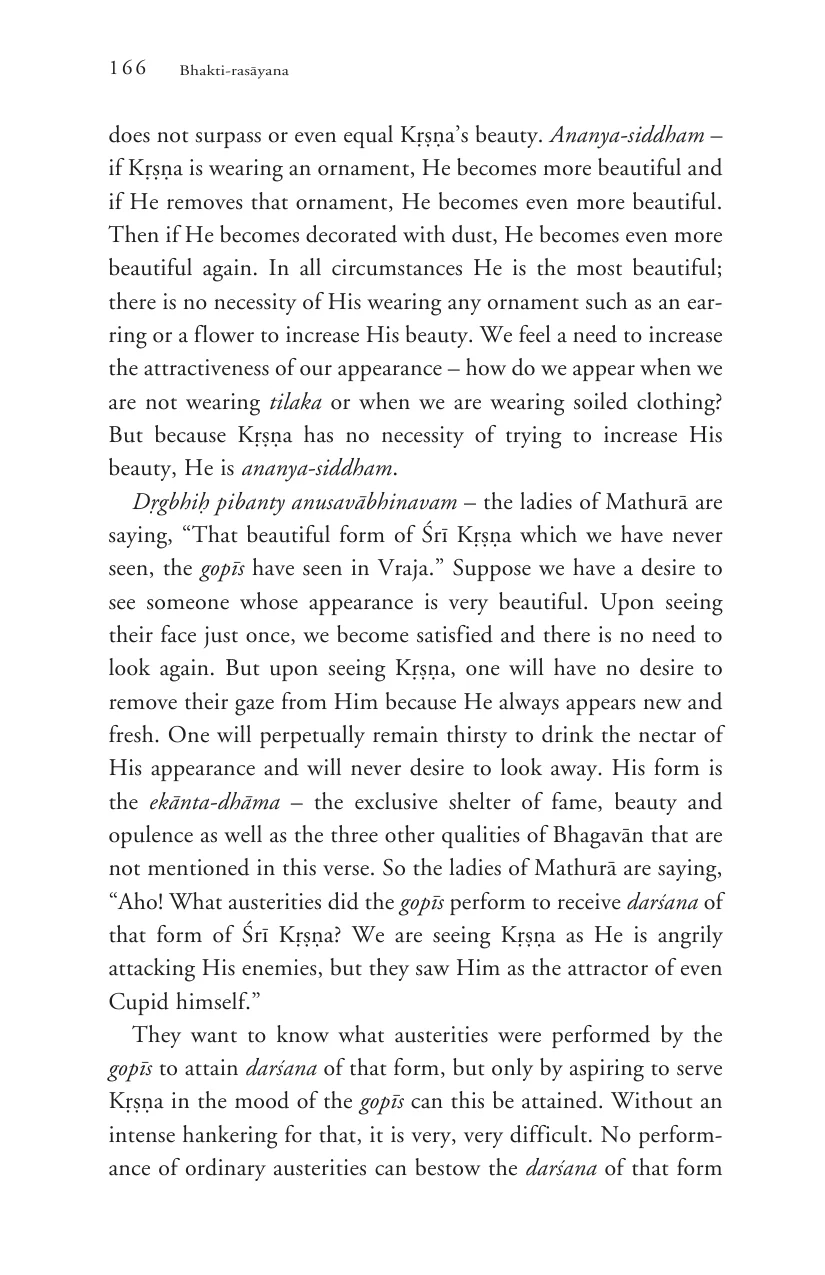 166 Bhakti-rasāyana
does not surpass or even equal Kṛṣṇa’s beauty. Ananya-siddham –
if Kṛṣṇa is wearing an ornament, He becomes more beautiful and
if He removes that ornament, He becomes even more beautiful.
Then if He becomes decorated with dust, He becomes even more
beautiful again. In all circumstances He is the most beautiful;
there is no necessity of His wearing any ornament such as an ear-
ring or a flower to increase His beauty. We feel a need to increase
the attractiveness of our appearance – how do we appear when we
are not wearing tilaka or when we are wearing soiled clothing?
But because Kṛṣṇa has no necessity of trying to increase His
beauty, He is ananya-siddham.
Dṛgbhiḥ pibanty anusavābhinavam – the ladies of Mathurā are
saying, “That beautiful form of Śrī Kṛṣṇa which we have never
seen, the gopīs have seen in Vraja.” Suppose we have a desire to
see someone whose appearance is very beautiful. Upon seeing
their face just once, we become satisfied and there is no need to
look again. But upon seeing Kṛṣṇa, one will have no desire to
remove their gaze from Him because He always appears new and
fresh. One will perpetually remain thirsty to drink the nectar of
His appearance and will never desire to look away. His form is
the ekānta-dhāma – the exclusive shelter of fame, beauty and
opulence as well as the three other qualities of Bhagavān that are
not mentioned in this verse. So the ladies of Mathurā are saying,
“Aho! What austerities did the gopīs perform to receive darśana of
that form of Śrī Kṛṣṇa? We are seeing Kṛṣṇa as He is angrily
attacking His enemies, but they saw Him as the attractor of even
Cupid himself.”
They want to know what austerities were performed by the
gopīs to attain darśana of that form, but only by aspiring to serve
Kṛṣṇa in the mood of the gopīs can this be attained. Without an
intense hankering for that, it is very, very difficult. No perform-
ance of ordinary austerities can bestow the darśana of that form